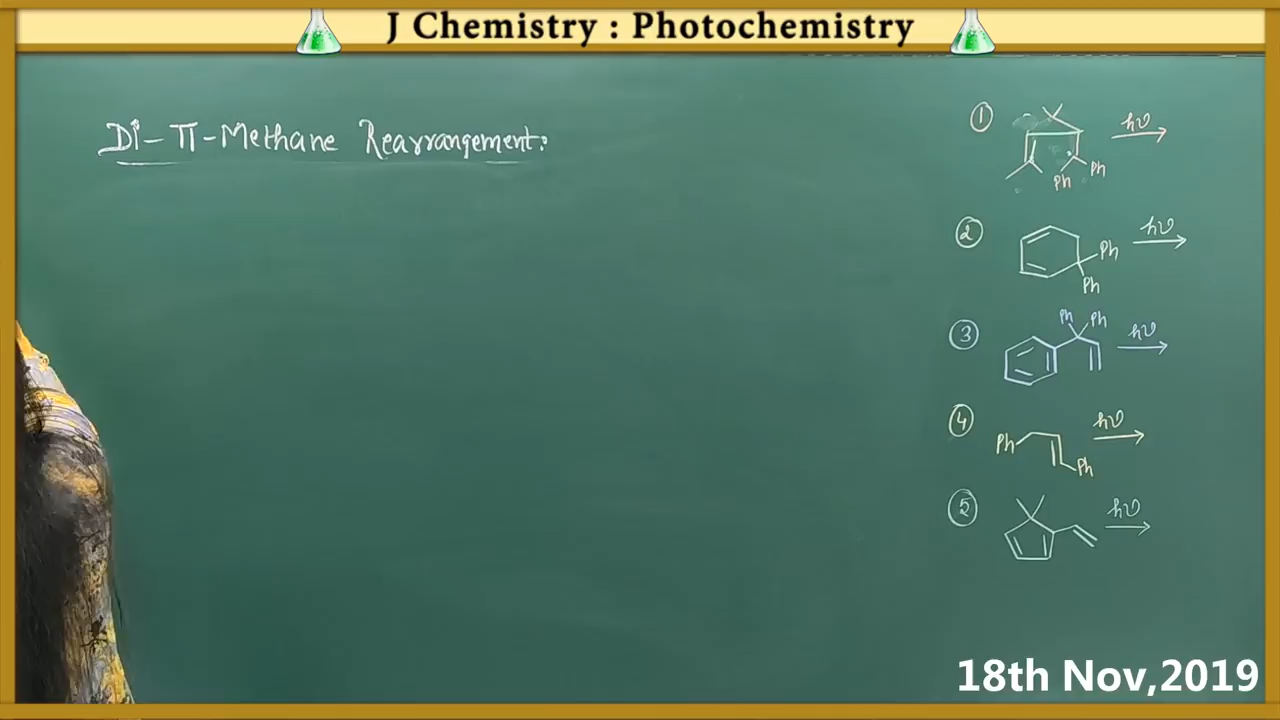 J Chemistry : Photochemistry
Di-π-Methane Rearrangement:
1
hν
Ph
Ph
2
hν
Ph
Ph
3
Ph
Ph
hν
4
Ph
hν
Ph
5
hν
18th Nov,2019